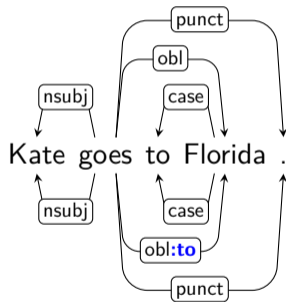 punct
obl
nsubj case
Kate goes to Florida .
nsubj case
obl:to
punct